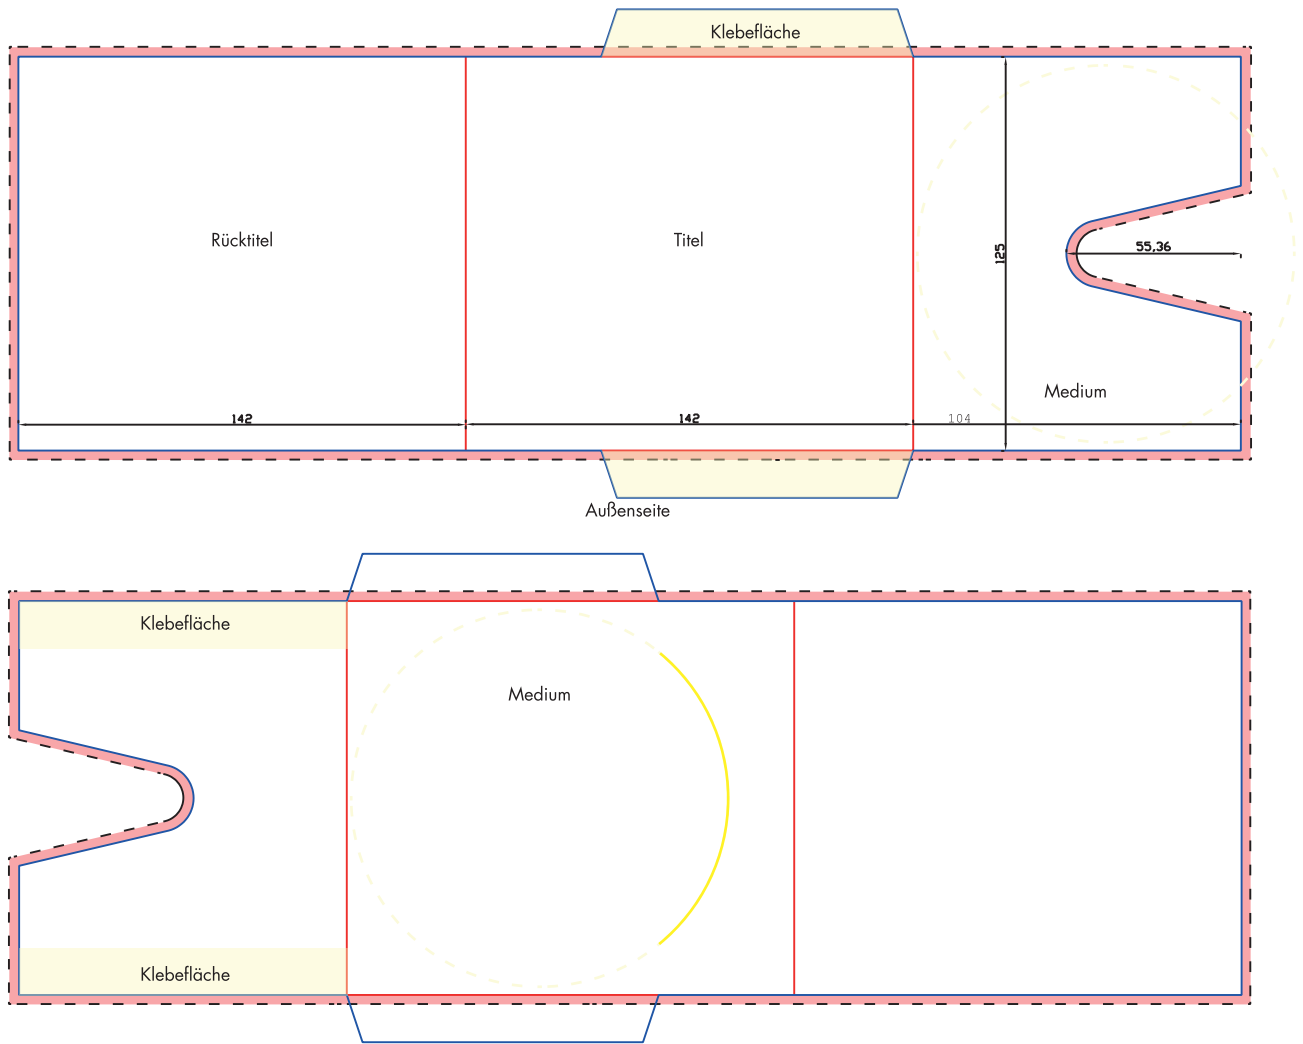 Klebefläche
Rücktitel
Titel
125
55,36
Medium
142
142
104
Außenseite
Klebefläche
Medium
Klebefläche